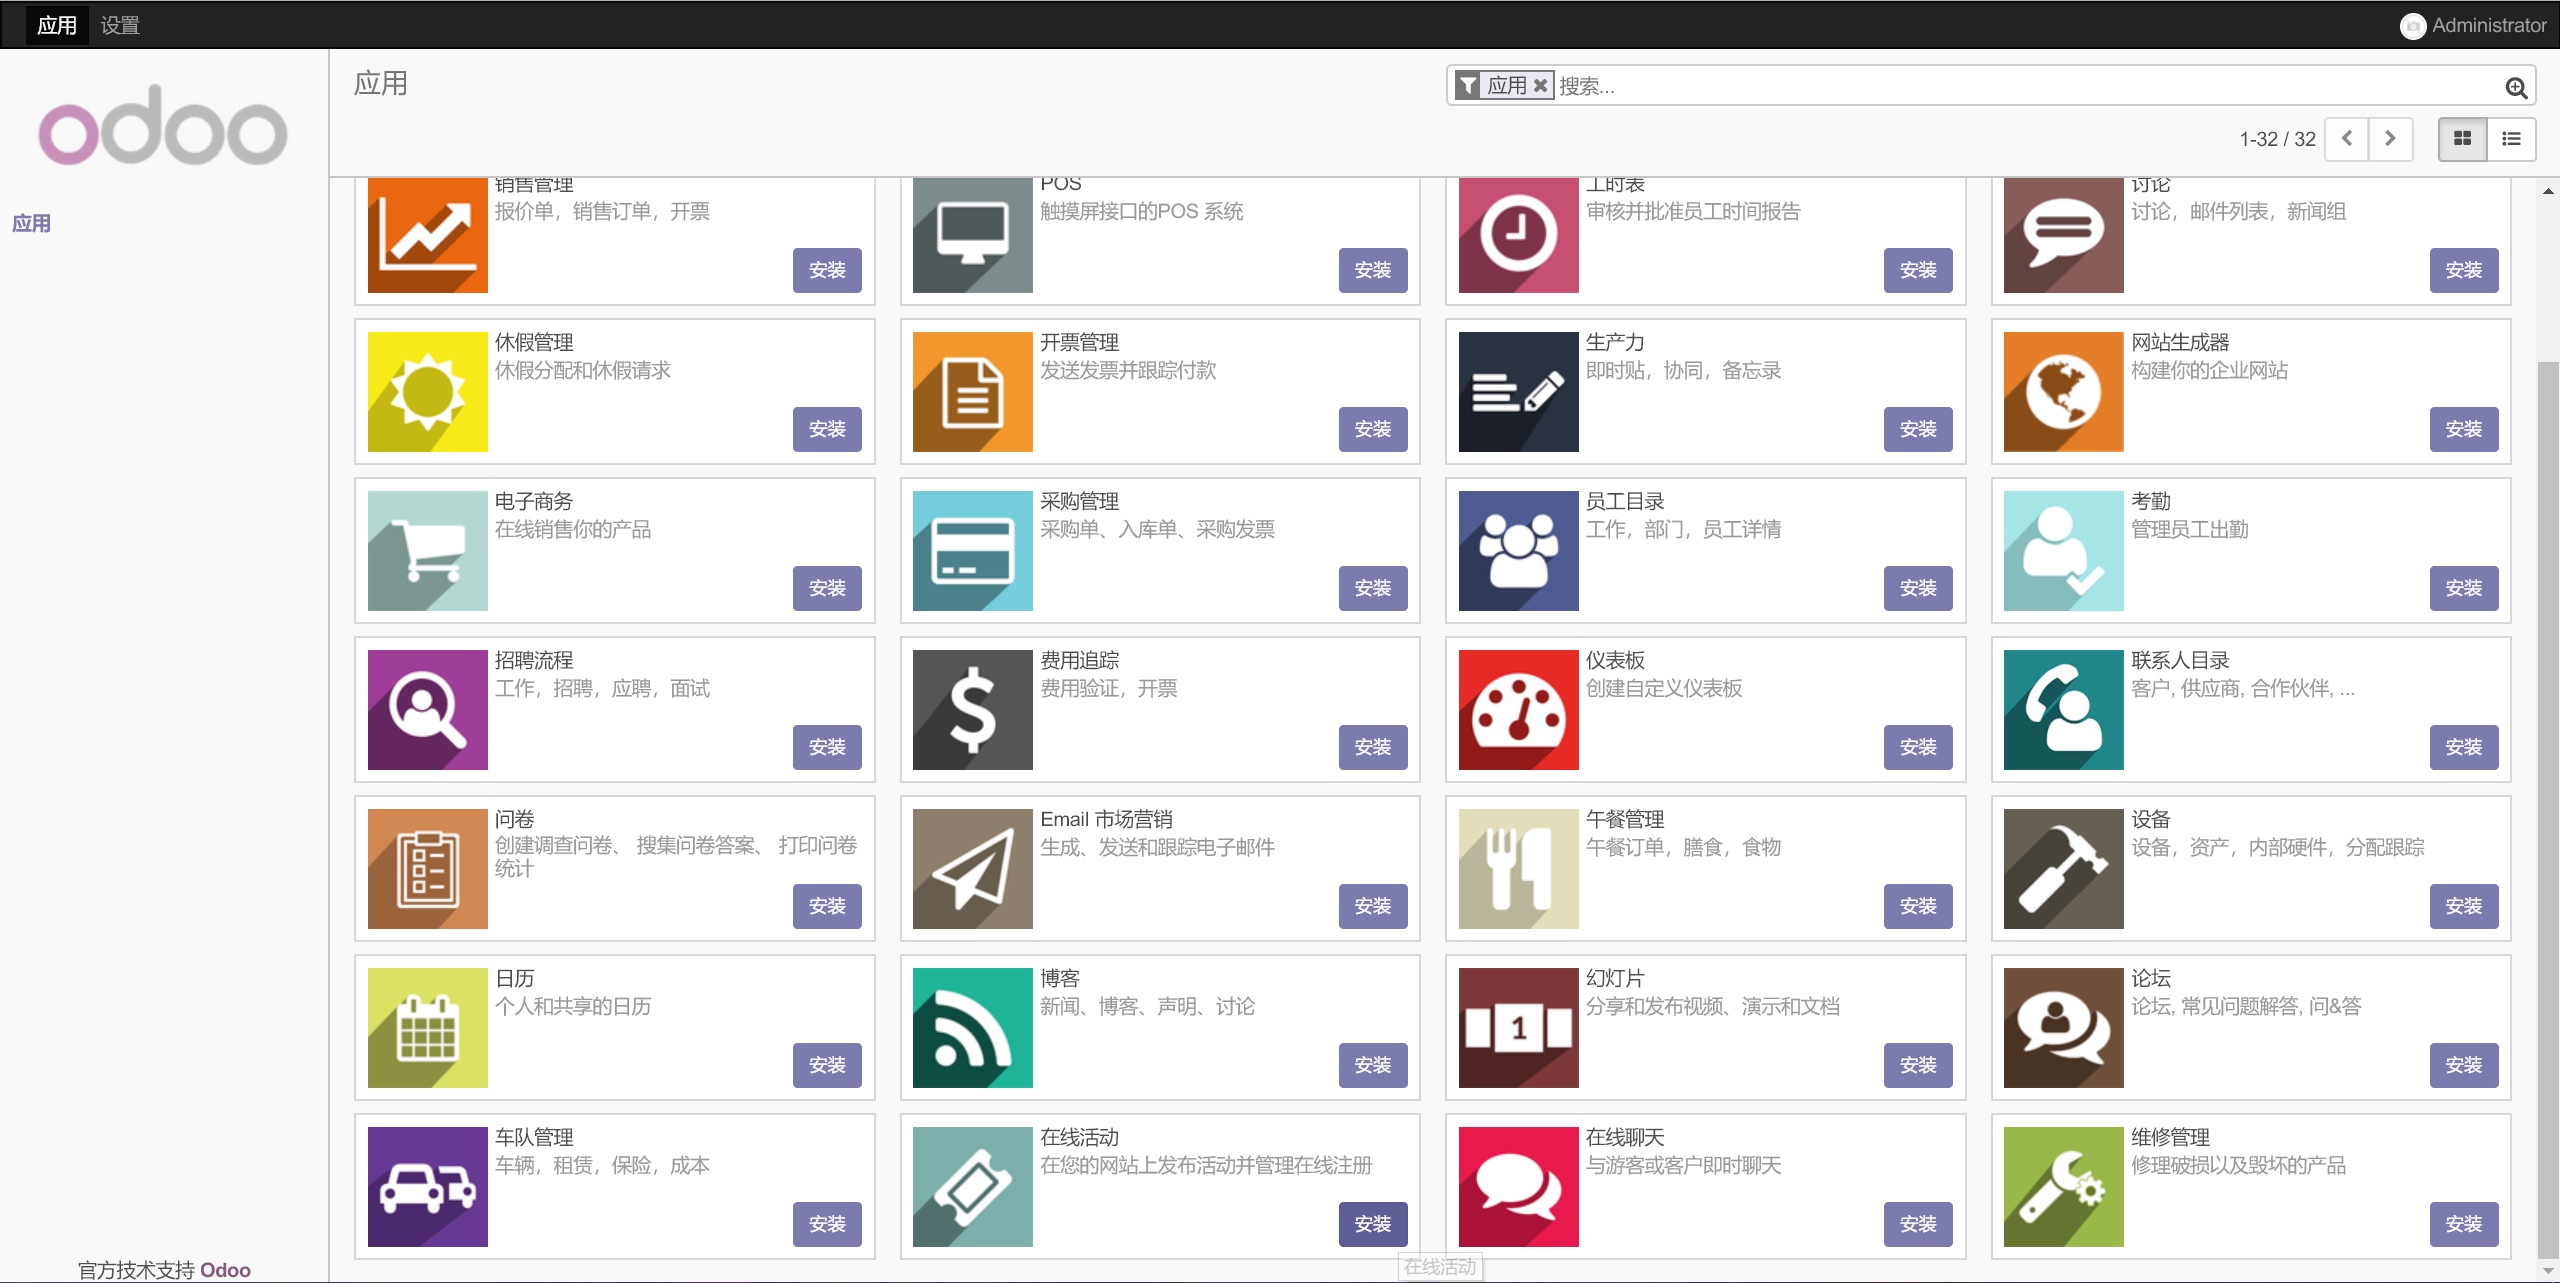 应用 设置 Administrator
odoo
应用
应用
应用 搜索...
1-32 / 32
销售管理
报价单，销售订单，开票
安装
POS
触摸屏接口的POS 系统
安装
工时表
审核并批准员工时间报告
安装
讨论
讨论，邮件列表，新闻组
安装
休假管理
休假分配和休假请求
安装
开票管理
发送发票并跟踪付款
安装
生产力
即时贴，协同，备忘录
安装
网站生成器
构建你的企业网站
安装
电子商务
在线销售你的产品
安装
采购管理
采购单、入库单、采购发票
安装
员工目录
工作，部门，员工详情
安装
考勤
管理员工出勤
安装
招聘流程
工作，招聘，应聘，面试
安装
费用追踪
费用验证，开票
安装
仪表板
创建自定义仪表板
安装
联系人目录
客户, 供应商, 合作伙伴, ...
安装
问卷
创建调查问卷、 搜集问卷答案、 打印问卷
统计
安装
Email 市场营销
生成、发送和跟踪电子邮件
安装
午餐管理
午餐订单，膳食，食物
安装
设备
设备，资产，内部硬件，分配跟踪
安装
日历
个人和共享的日历
安装
博客
新闻、博客、声明、讨论
安装
1
幻灯片
分享和发布视频、演示和文档
安装
论坛
论坛, 常见问题解答, 问&答
安装
车队管理
车辆，租赁，保险，成本
安装
在线活动
在您的网站上发布活动并管理在线注册
安装
在线聊天
与游客或客户即时聊天
安装
维修管理
修理破损以及毁坏的产品
安装
在线活动
官方技术支持 Odoo